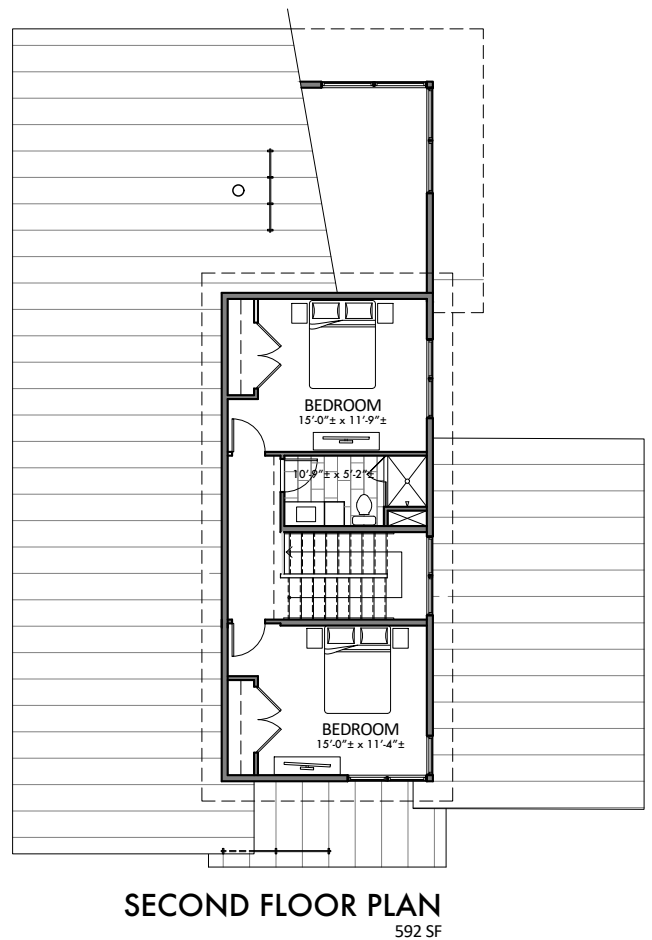 BEDROOM
15'-0"± x 11'-9"±
10'-9"± x 5'-2"±
BEDROOM
15'-0"± x 11'-4"±
SECOND FLOOR PLAN
592 SF